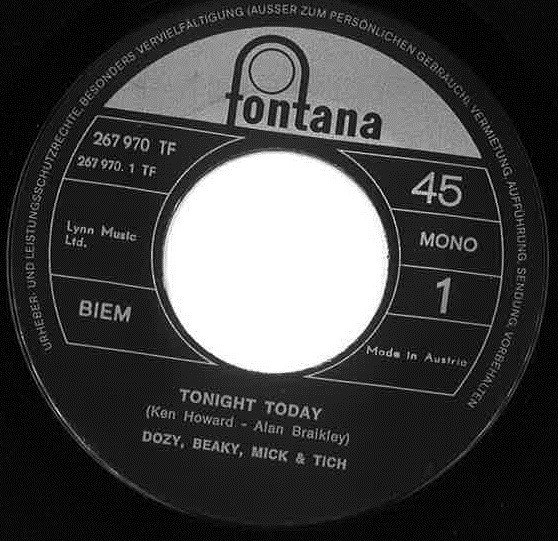 URHEBER- UND LEISTUNGSSCHUTZRECHTE, BESONDERS VERVIELFÄLTIGUNG (AUSSER ZUM PERSÖNLICHEN GEBRAUCH), VERMIETUNG, AUFFÜHRUNG, SENDUNG, VORBEHALTEN
fontana
267 970 TF
267 970. 1 TF
45
Lynn Music
Ltd.
MONO
BIEM
1
Made in Austria
TONIGHT TODAY
(Ken Howard - Alan Braikley)
DOZY, BEAKY, MICK & TICH